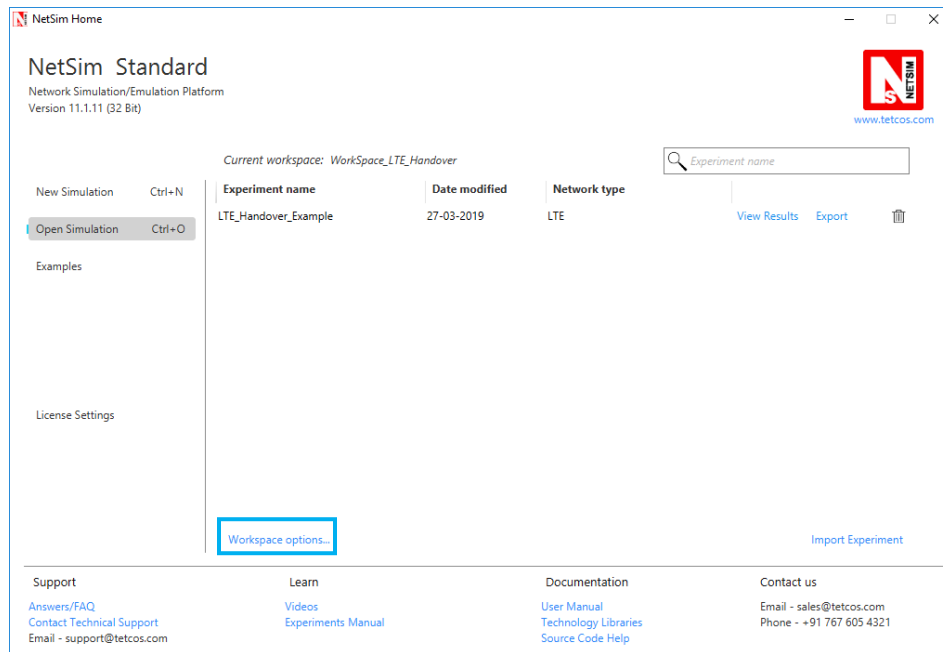 NetSim Home
NetSim Standard
Network Simulation/Emulation Platform
Version 11.1.11 (32 Bit)
NS NETSIM
www.tetcos.com
Current workspace: WorkSpace_LTE_Handover
Experiment name
New Simulation Ctrl+N
Open Simulation Ctrl+O
Examples
License Settings
Experiment name Date modified Network type
LTE_Handover_Example 27-03-2019 LTE View Results Export
Workspace options...
Import Experiment
Support
Answers/FAQ
Contact Technical Support
Email - support@tetcos.com
Learn
Videos
Experiments Manual
Documentation
User Manual
Technology Libraries
Source Code Help
Contact us
Email - sales@tetcos.com
Phone - +91 767 605 4321